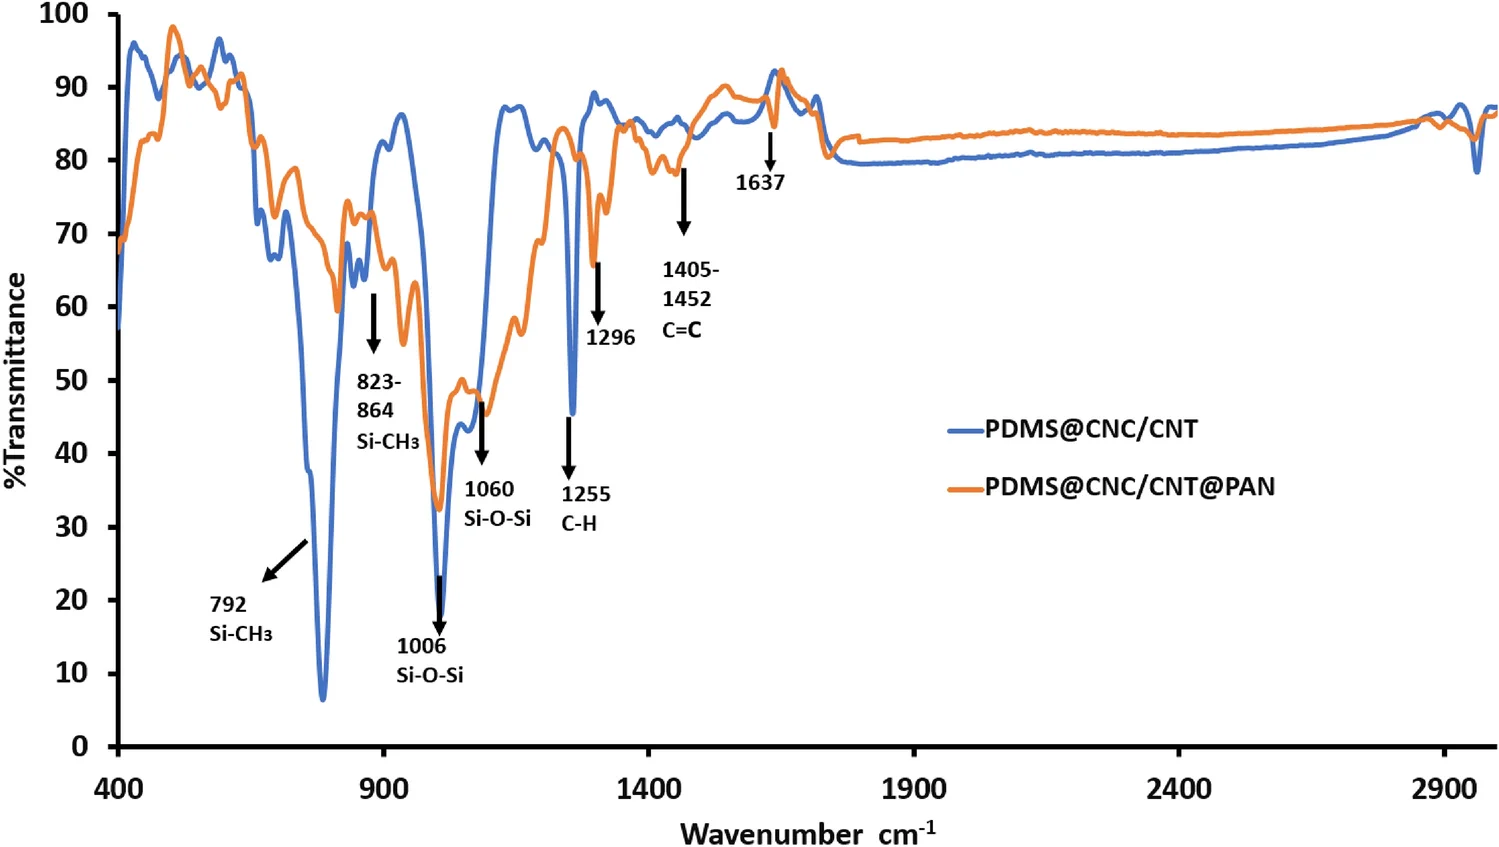 100
90
80
70
60
50
40
30
20
10
0
%Transmittance
400
900
1400
1900
2400
2900
Wavenumber cm⁻¹
792
Si-CH₃
823-
864
Si-CH₃
1006
Si-O-Si
1060
Si-O-Si
1255
C-H
1296
1405-
1452
C=C
1637
PDMS@CNC/CNT
PDMS@CNC/CNT@PAN